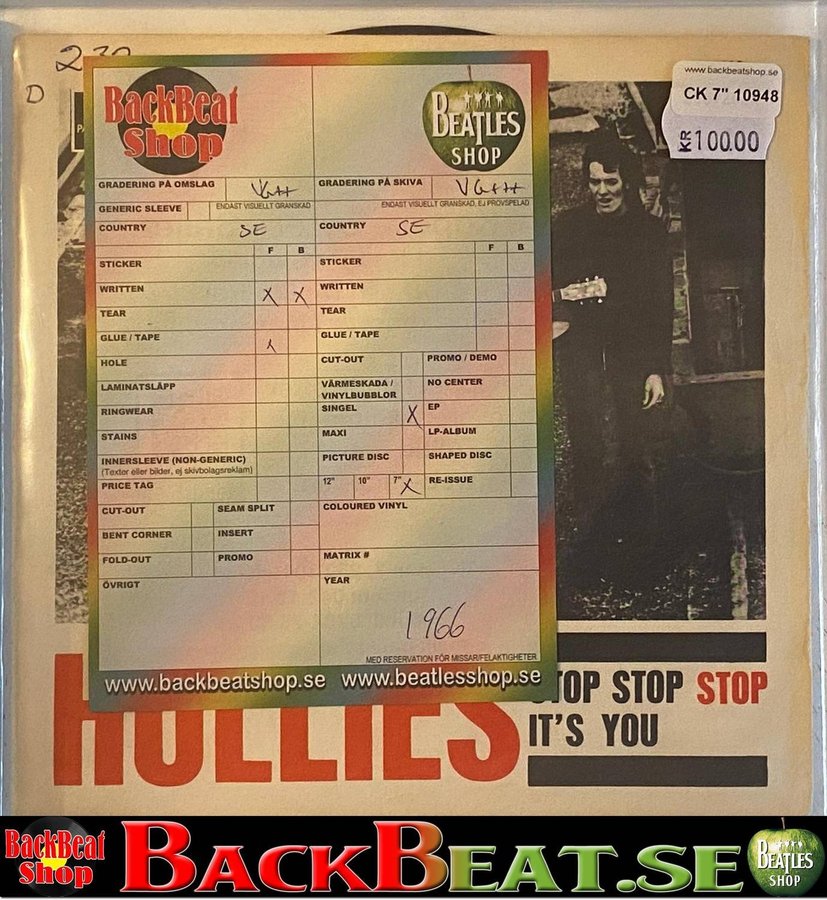 230
D
www.backbeatshop.se
CK 7" 10948
KR 100.00
BackBeat Shop
BEATLES SHOP
GRADERING PÅ OMSLAG VG++
GRADERING PÅ SKIVA VG+++
GENERIC SLEEVE
ENDAST VISUELLT GRANSKAD
ENDAST VISUELLT GRANSKAD, EJ PROVSPELAD
COUNTRY SE
COUNTRY SE
F B
F B
STICKER
STICKER
WRITTEN X X
WRITTEN
TEAR
TEAR
GLUE / TAPE
GLUE / TAPE
HOLE
CUT-OUT
PROMO / DEMO
LAMINATSLÄPP
VÄRMESKADA /
VINYLBUBBLOR
NO CENTER
RINGWEAR
SINGEL X
EP
STAINS
MAXI
LP-ALBUM
INNERSLEEVE (NON-GENERIC)
(Texter eller bilder, ej skivbolagsreklam)
PICTURE DISC
SHAPED DISC
PRICE TAG
12" 10" 7" X
RE-ISSUE
CUT-OUT
SEAM SPLIT
COLOURED VINYL
BENT CORNER
INSERT
FOLD-OUT
PROMO
MATRIX #
ÖVRIGT
YEAR
1966
MED RESERVATION FÖR MISSAR/FELAKTIGHETER
www.backbeatshop.se www.beatlesshop.se
HOLLIES
STOP STOP STOP
IT'S YOU
BackBeat Shop
BACKBEAT.SE
BEATLES SHOP